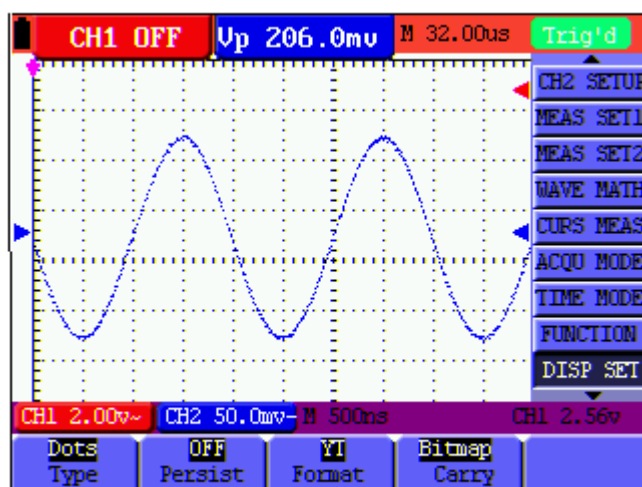 CH1 OFF
Vp 206.0mv
M 32.00us
Trig'd
CH2 SETUP
MEAS SET1
MEAS SET2
WAVE MATH
CURS MEAS
ACQU MODE
TIME MODE
FUNCTION
DISP SET
CH1 2.00v~
CH2 50.0mv-
M 500ns
CH1 2.56v
Dots
Type
OFF
Persist
YT
Format
Bitmap
Carry